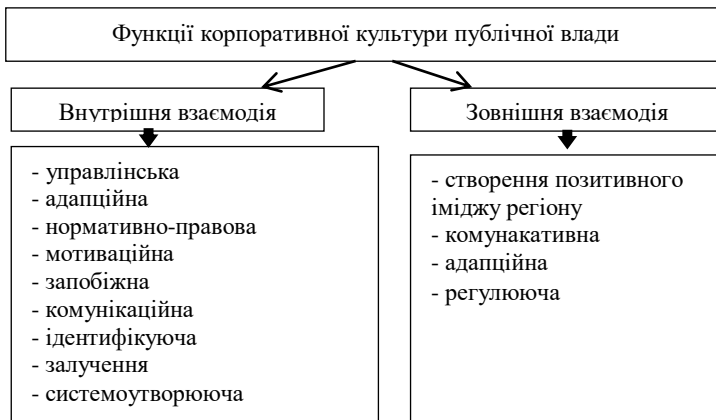 Функції корпоративної культури публічної влади
Внутрішня взаємодія
Зовнішня взаємодія
- управлінська
- адапційна
- нормативно-правова
- мотиваційна
- запобіжна
- комунікаційна
- ідентифікуюча
- залучення
- системоутворююча
- створення позитивного
іміджу регіону
- комунакативна
- адапційна
- регулююча